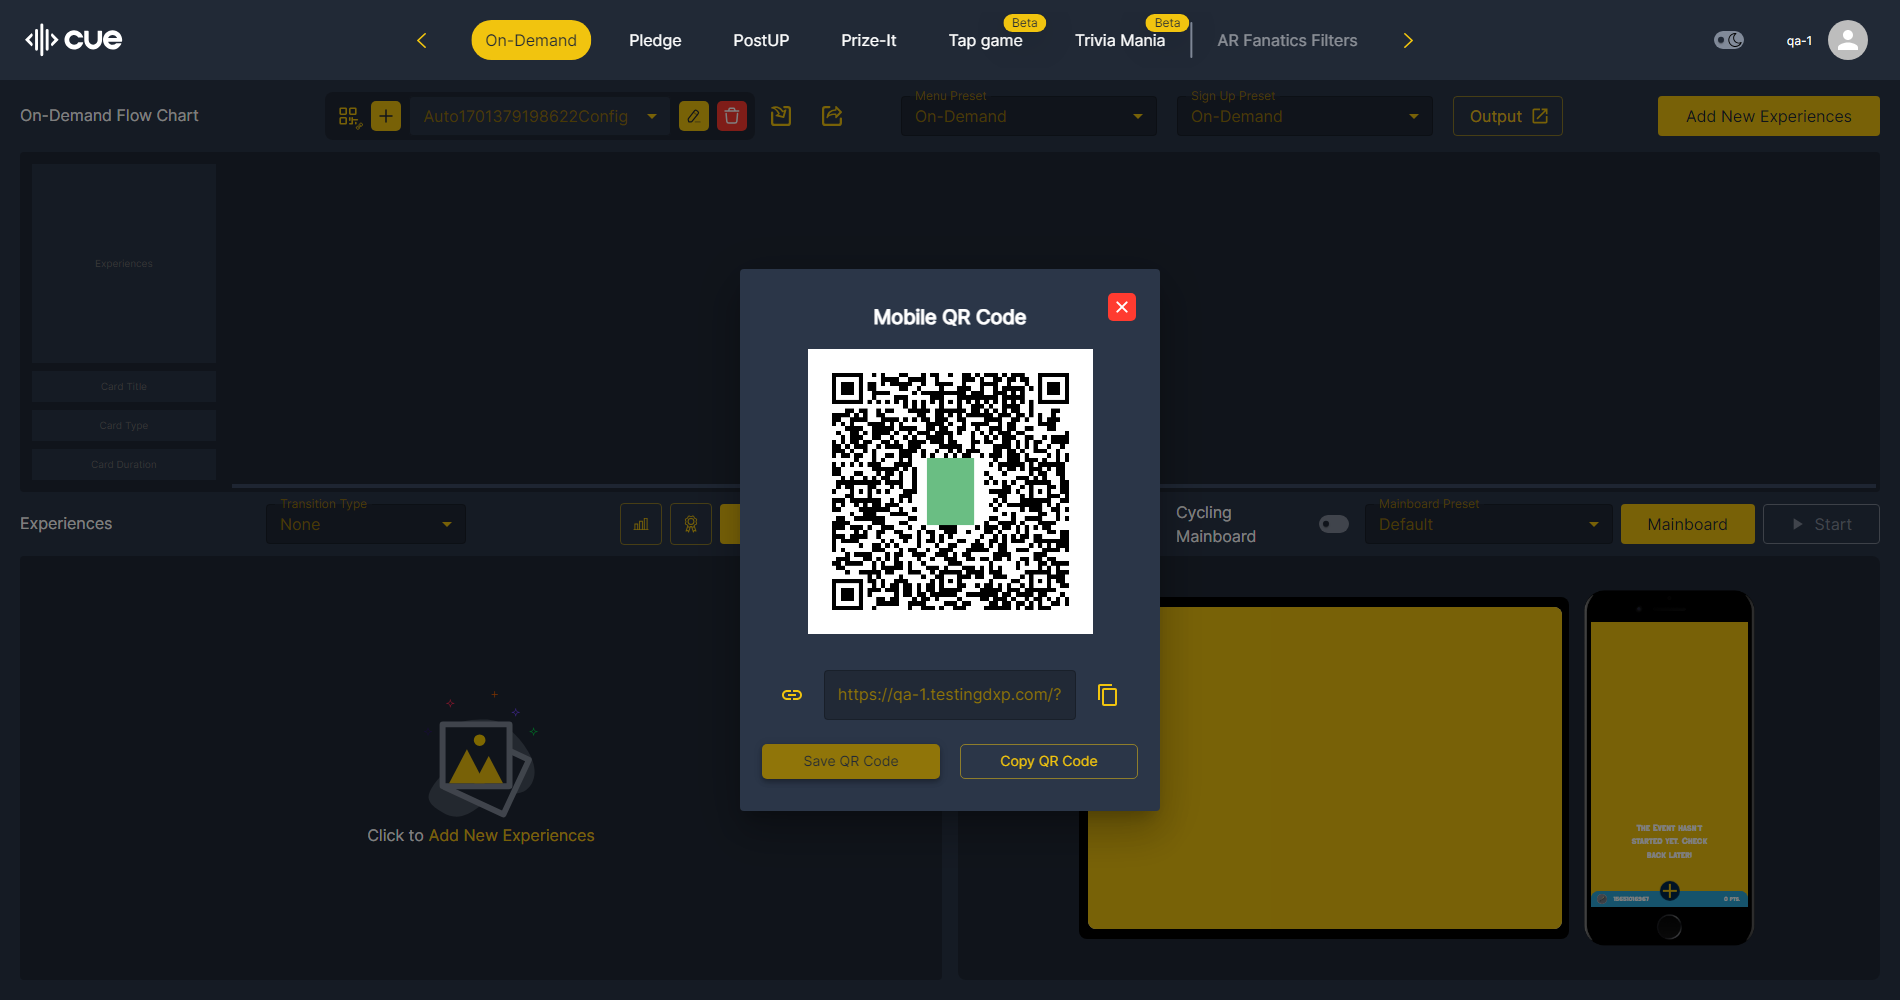 cue
On-Demand
Pledge
PostUP
Prize-It
Tap game
Beta
Trivia Mania
Beta
AR Fanatics Filters
qa-1
On-Demand Flow Chart
Auto1701379198622Config
Menu Preset
On-Demand
Sign Up Preset
On-Demand
Output
Add New Experiences
Experiences
Card Title
Card Type
Card Duration
Mobile QR Code
https://qa-1.testingdxp.com/?
Save QR Code
Copy QR Code
Experiences
Transition Type
None
Cycling
Mainboard
Mainboard Preset
Default
Mainboard
Start
Click to Add New Experiences
The Event hasn't
started yet. Check
back later!
0 Pts.